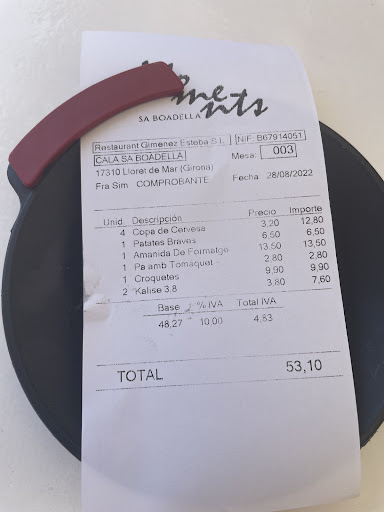 SA BOADELLA
Restaurant Gimenez Esteba S.L. NIF: B67914051
CALA SA BOADELLA Mesa: 003
17310 Lloret de Mar (Girona)
Fra Sim COMPROBANTE Fecha: 28/08/2022
Unid. Descripción Precio Importe
4 Copa de Cervesa 3,20 12,80
1 Patates Braves 6,50 6,50
1 Amanida De Formatge 13,50 13,50
1 Pa amb Tomaquet - 2,80 2,80
1 Croquetes 9,90 9,90
2 Kalise 3,8 3,80 7,60
Base % IVA Total IVA
48,27 10,00 4,83
TOTAL 53,10